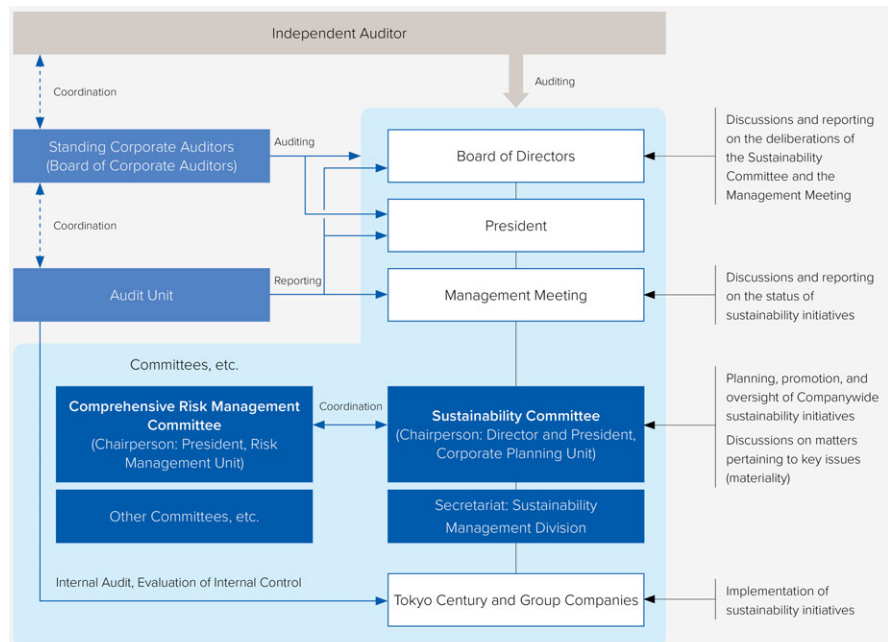 Independent Auditor
Coordination
Auditing
Standing Corporate Auditors
(Board of Corporate Auditors)
Auditing
Board of Directors
Discussions and reporting
on the deliberations of
the Sustainability
Committee and the
Management Meeting
Coordination
President
Audit Unit
Reporting
Management Meeting
Discussions and reporting
on the status of
sustainability initiatives
Committees, etc.
Comprehensive Risk Management
Committee
(Chairperson: President, Risk
Management Unit)
Coordination
Sustainability Committee
(Chairperson: Director and President,
Corporate Planning Unit)
Planning, promotion, and
oversight of Companywide
sustainability initiatives
Discussions on matters
pertaining to key issues
(materiality)
Other Committees, etc.
Secretariat: Sustainability
Management Division
Internal Audit, Evaluation of Internal Control
Tokyo Century and Group Companies
Implementation of
sustainability initiatives